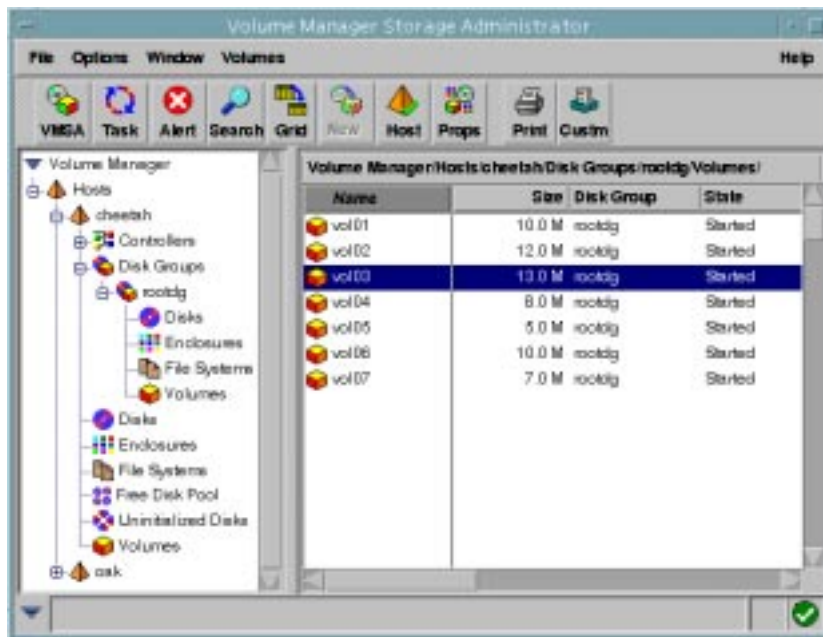 Volume Manager Storage Administrator
File Options Window Volumes Help
VMSA Task Alert Search Grid New Host Props Print Custm
Volume Manager
Hosts
cheetah
Controllers
Disk Groups
rootdg
Disks
Enclosures
File Systems
Volumes
Disks
Enclosures
File Systems
Free Disk Pool
Uninitialized Disks
Volumes
oak
Volume Manager/Hosts/cheetah/Disk Groups/rootdg/Volumes/
Name Size Disk Group State
vol01 10.0 M rootdg Started
vol02 12.0 M rootdg Started
vol03 13.0 M rootdg Started
vol04 8.0 M rootdg Started
vol05 5.0 M rootdg Started
vol06 10.0 M rootdg Started
vol07 7.0 M rootdg Started